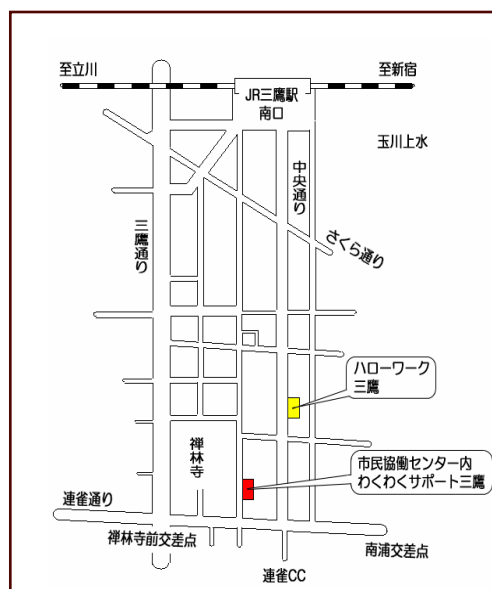 至立川
至新宿
JR三鷹駅
南口
玉川上水
中央通り
三鷹通り
さくら通り
ハローワーク
三鷹
禅林寺
市民協働センター内
わくわくサポート三鷹
連雀通り
禅林寺前交差点
南浦交差点
連雀CC